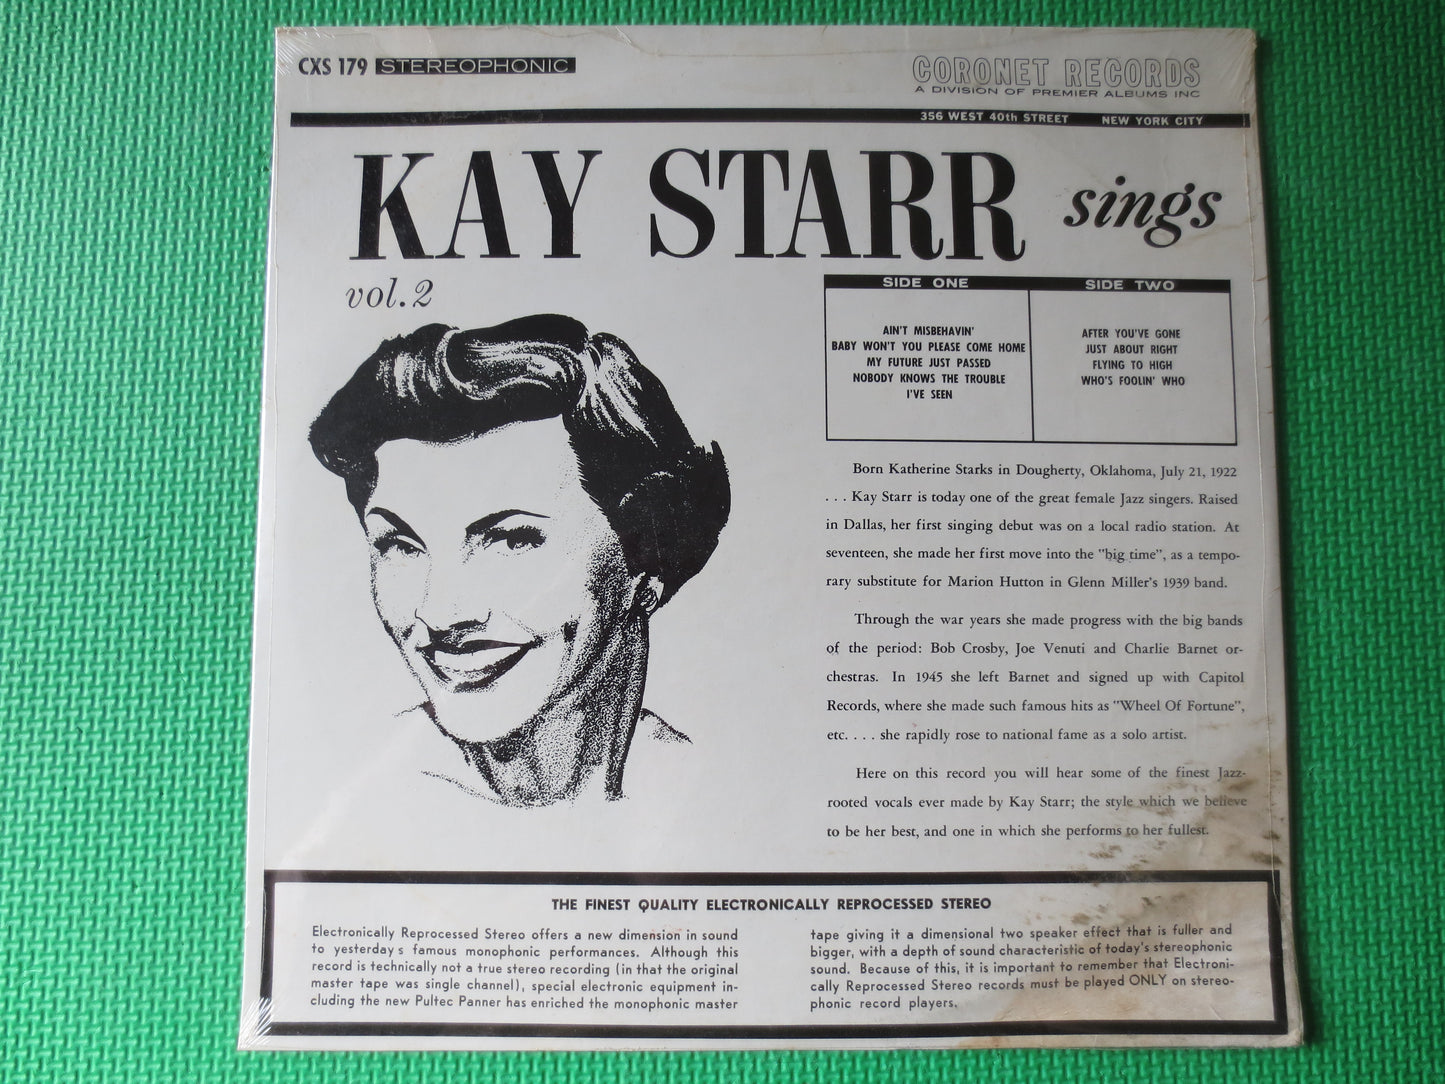 CXS 179 STEREOPHONIC
CORONET RECORDS
A DIVISION OF PREMIER ALBUMS INC
356 WEST 40th STREET NEW YORK CITY
KAY STARR sings
vol.2
SIDE ONE
AIN'T MISBEHAVIN'
BABY WON'T YOU PLEASE COME HOME
MY FUTURE JUST PASSED
NOBODY KNOWS THE TROUBLE
I'VE SEEN
SIDE TWO
AFTER YOU'VE GONE
JUST ABOUT RIGHT
FLYING TO HIGH
WHO'S FOOLIN' WHO
Born Katherine Starks in Dougherty, Oklahoma, July 21, 1922
. . . Kay Starr is today one of the great female Jazz singers. Raised
in Dallas, her first singing debut was on a local radio station. At
seventeen, she made her first move into the "big time", as a tempo-
rary substitute for Marion Hutton in Glenn Miller's 1939 band.
Through the war years she made progress with the big bands
of the period: Bob Crosby, Joe Venuti and Charlie Barnet or-
chestras. In 1945 she left Barnet and signed up with Capitol
Records, where she made such famous hits as "Wheel Of Fortune",
etc. . . . she rapidly rose to national fame as a solo artist.
Here on this record you will hear some of the finest Jazz-
rooted vocals ever made by Kay Starr; the style which we believe
to be her best, and one in which she performs to her fullest.
THE FINEST QUALITY ELECTRONICALLY REPROCESSED STEREO
Electronically Reprocessed Stereo offers a new dimension in sound
to yesterday s famous monophonic performances. Although this
record is technically not a true stereo recording (in that the original
master tape was single channel), special electronic equipment in-
cluding the new Pultec Panner has enriched the monophonic master
tape giving it a dimensional two speaker effect that is fuller and
bigger, with a depth of sound characteristic of today's stereophonic
sound. Because of this, it is important to remember that Electroni-
cally Reprocessed Stereo records must be played ONLY on stereo-
phonic record players.